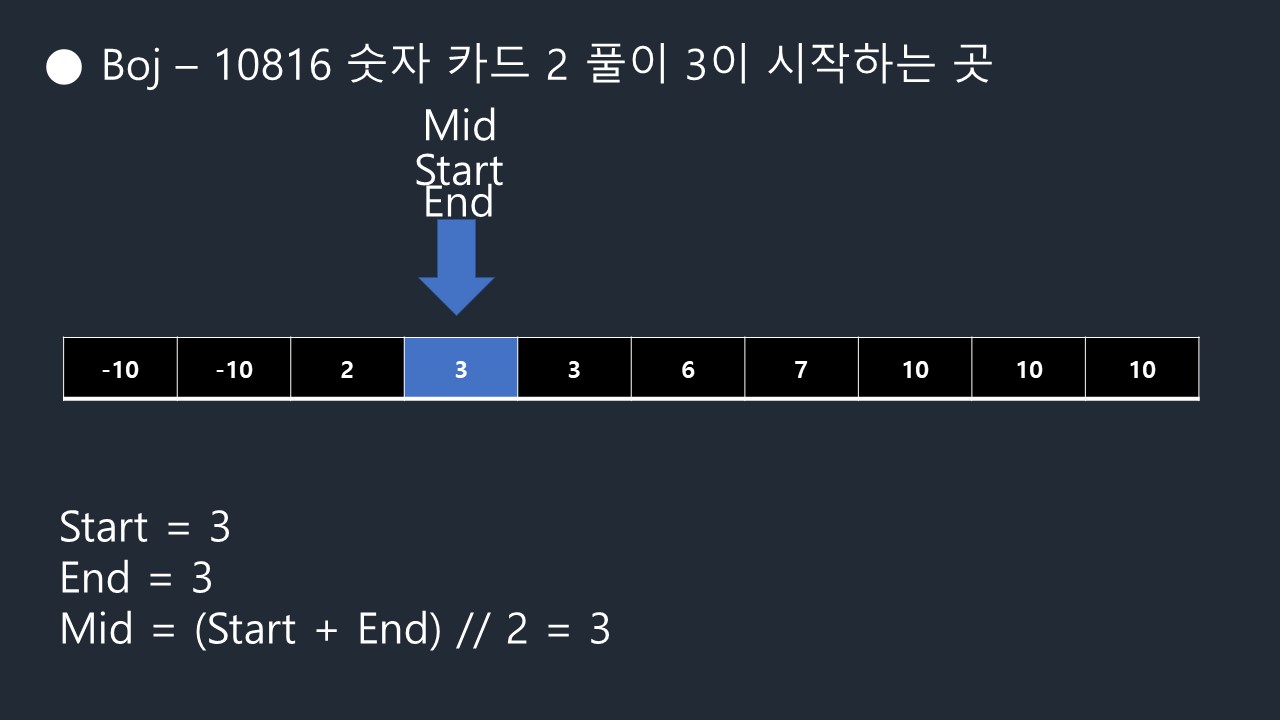 ● Boj – 10816 숫자 카드 2 풀이 3이 시작하는 곳
Mid
Start
End
-10 -10 2 3 3 6 7 10 10 10
Start = 3
End = 3
Mid = (Start + End) // 2 = 3